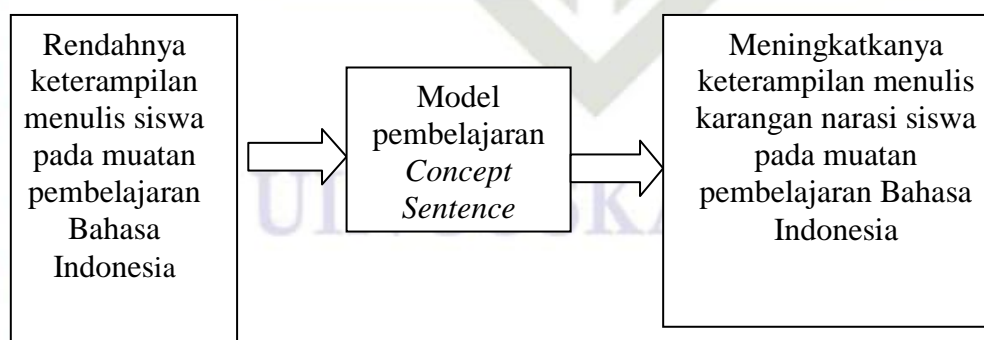 Rendahnya
keterampilan
menulis siswa
pada muatan
pembelajaran
Bahasa
Indonesia
Model
pembelajaran
Concept
Sentence
Meningkatkanya
keterampilan menulis
karangan narasi siswa
pada muatan
pembelajaran Bahasa
Indonesia